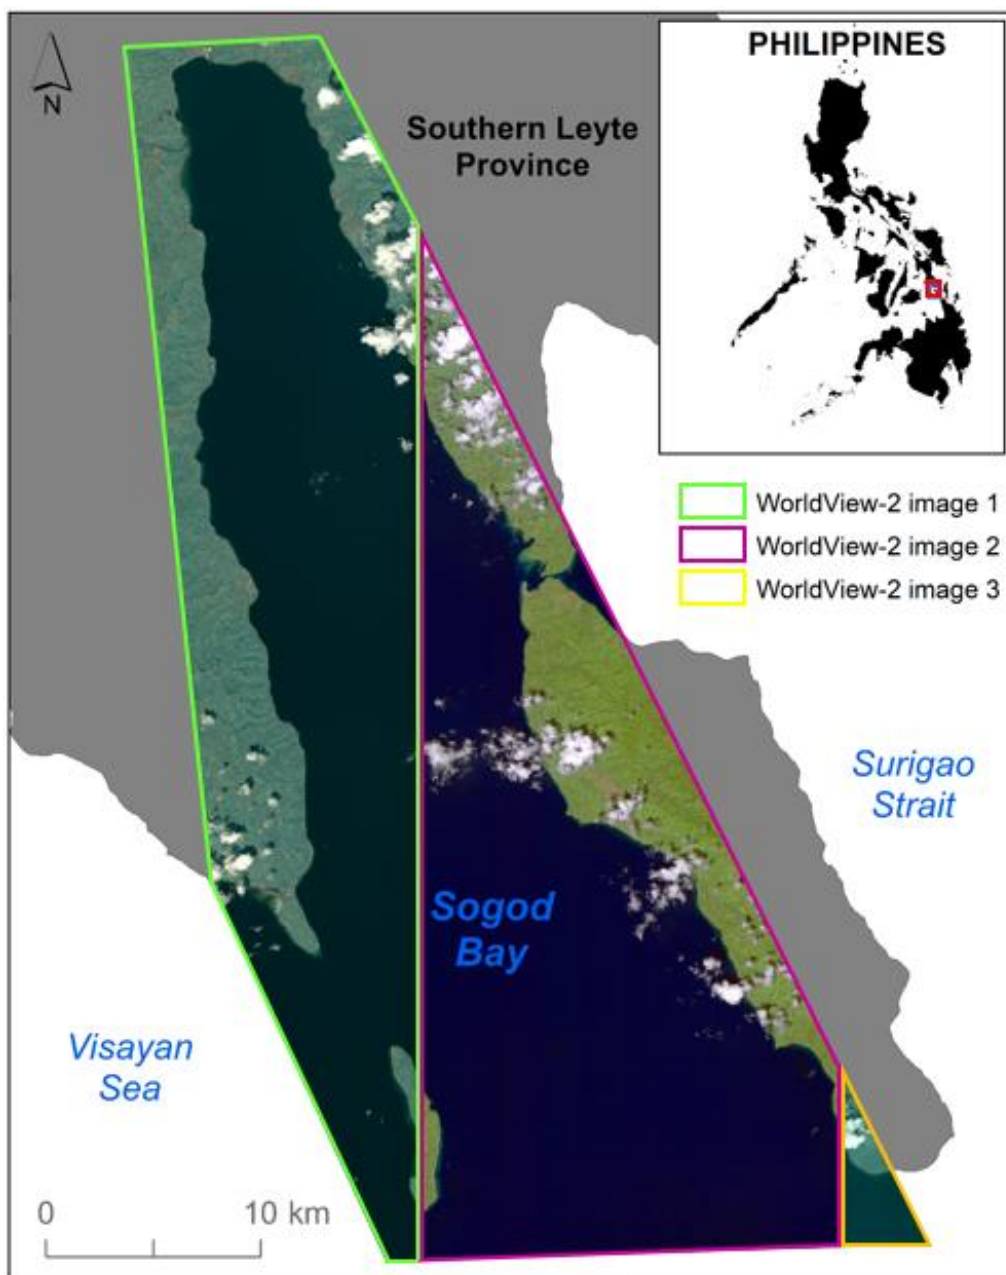 PHILIPPINES
N
Southern Leyte
Province
WorldView-2 image 1
WorldView-2 image 2
WorldView-2 image 3
Surigao
Strait
Sogod
Bay
Visayan
Sea
0 10 km